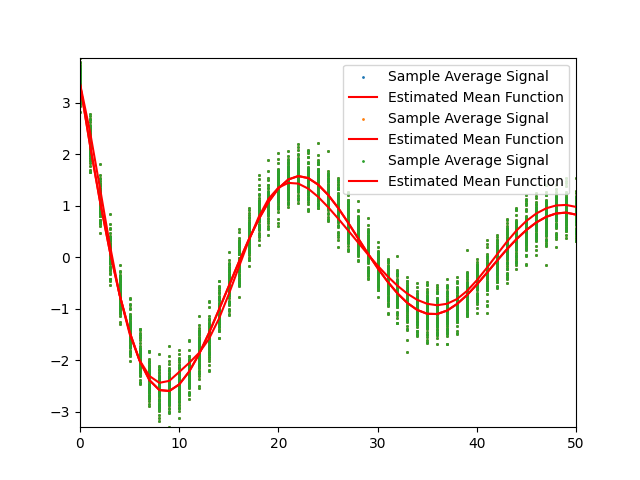 Sample Average Signal
Estimated Mean Function
Sample Average Signal
Estimated Mean Function
Sample Average Signal
Estimated Mean Function
3
2
1
0
−1
−2
−3
0 10 20 30 40 50